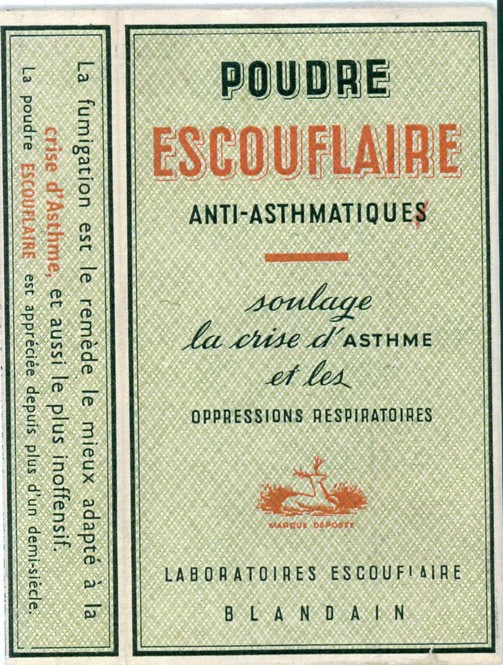 La fumigation est le remède le mieux adapté à la
crise d'Asthme, et aussi le plus inoffensif.
La poudre ESCOUFLAIRE est appréciée depuis plus d'un demi-siècle.
POUDRE
ESCOUFLAIRE
ANTI-ASTHMATIQUES
soulage
la crise d'ASTHME
et les
OPPRESSIONS RESPIRATOIRES
MARQUE DÉPOSÉE
LABORATOIRES ESCOUFLAIRE
BLANDAIN